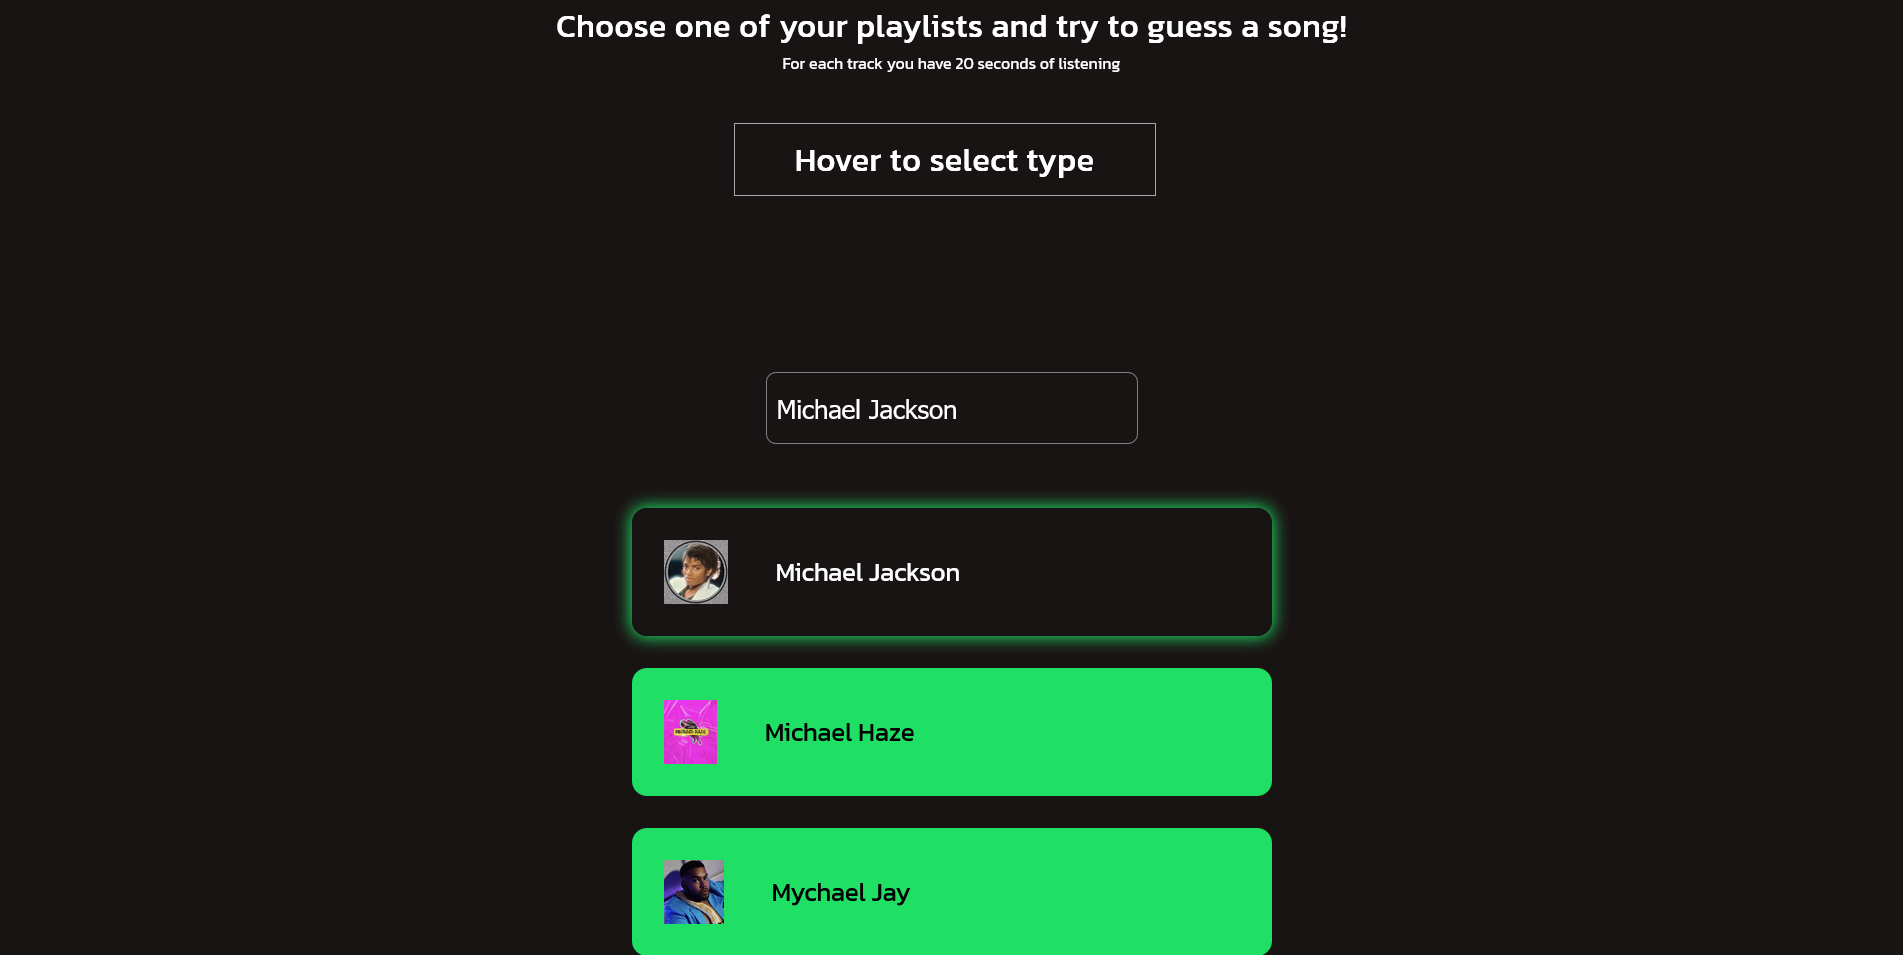 Choose one of your playlists and try to guess a song!
For each track you have 20 seconds of listening
Hover to select type
Michael Jackson
Michael Jackson
Michael Haze
Mychael Jay